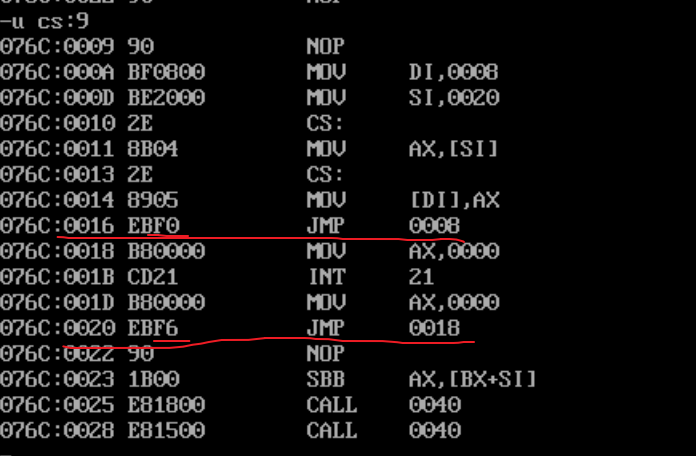 -u cs:9
076C:0009 90 NOP
076C:000A BF0800 MOV DI,0008
076C:000D BE2000 MOV SI,0020
076C:0010 2E CS:
076C:0011 8B04 MOV AX,[SI]
076C:0013 2E CS:
076C:0014 8905 MOV [DI],AX
076C:0016 EBF0 JMP 0008
076C:0018 B80000 MOV AX,0000
076C:001B CD21 INT 21
076C:001D B80000 MOV AX,0000
076C:0020 EBF6 JMP 0018
076C:0022 90 NOP
076C:0023 1B00 SBB AX,[BX+SI]
076C:0025 E81800 CALL 0040
076C:0028 E81500 CALL 0040